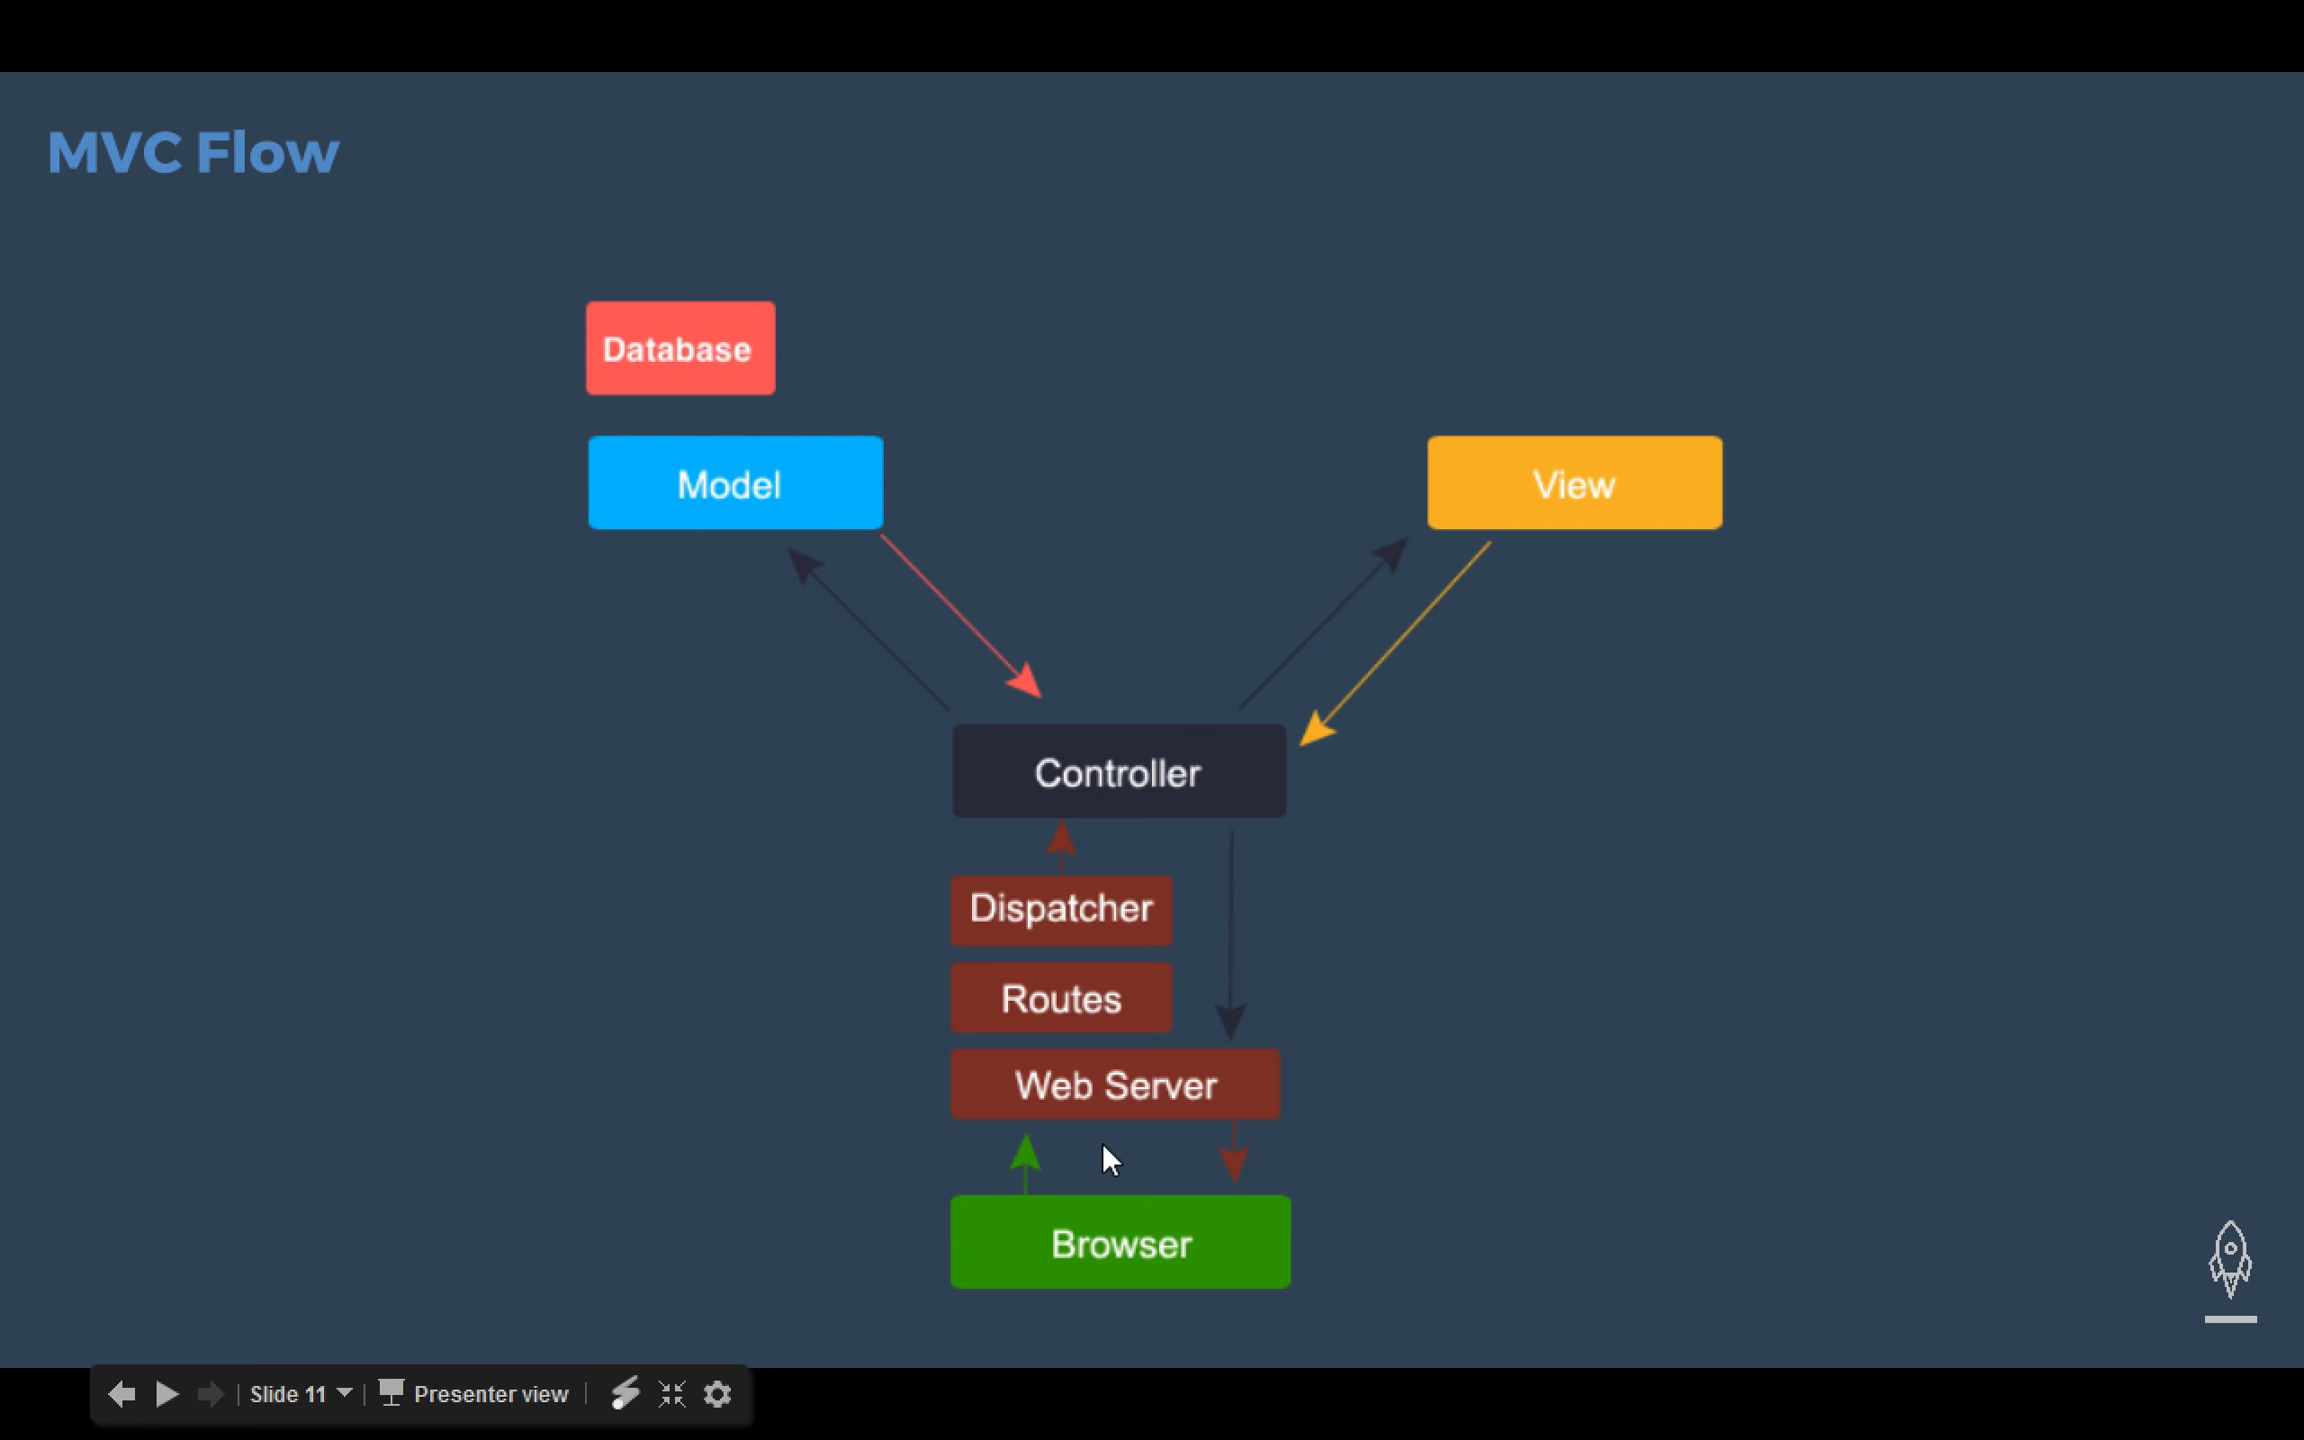 MVC Flow
Database
Model
View
Controller
Dispatcher
Routes
Web Server
Browser
Slide 11
Presenter view